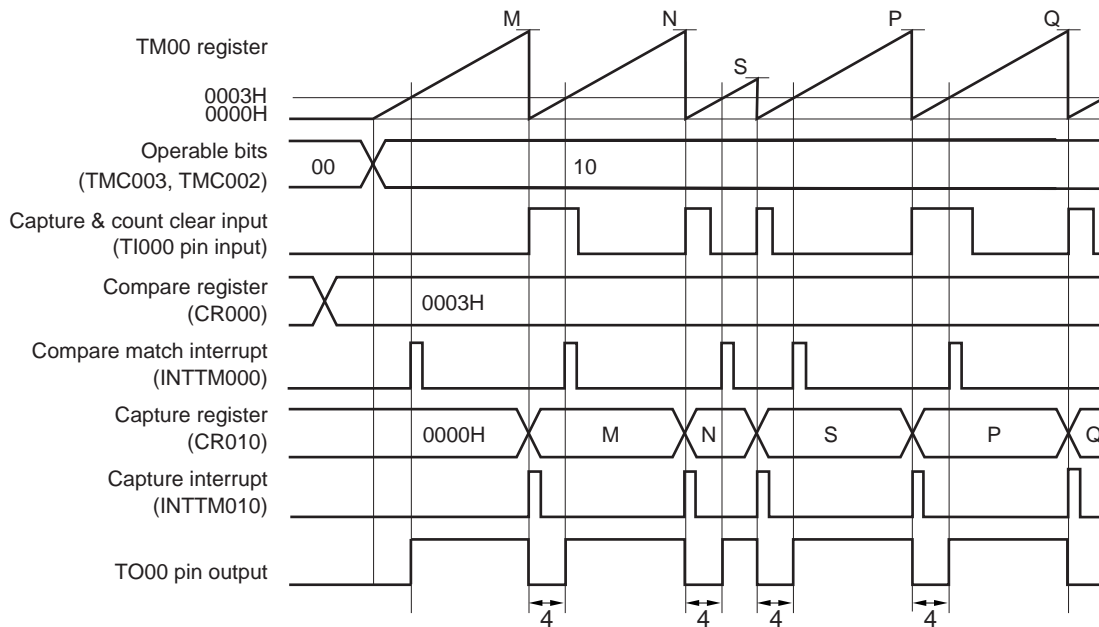 M N P Q
TM00 register
S
0003H
0000H
Operable bits
(TMC003, TMC002)
00 10
Capture & count clear input
(TI000 pin input)
Compare register
(CR000)
0003H
Compare match interrupt
(INTTM000)
Capture register
(CR010)
0000H M N S P Q
Capture interrupt
(INTTM010)
TO00 pin output
4 4 4 4